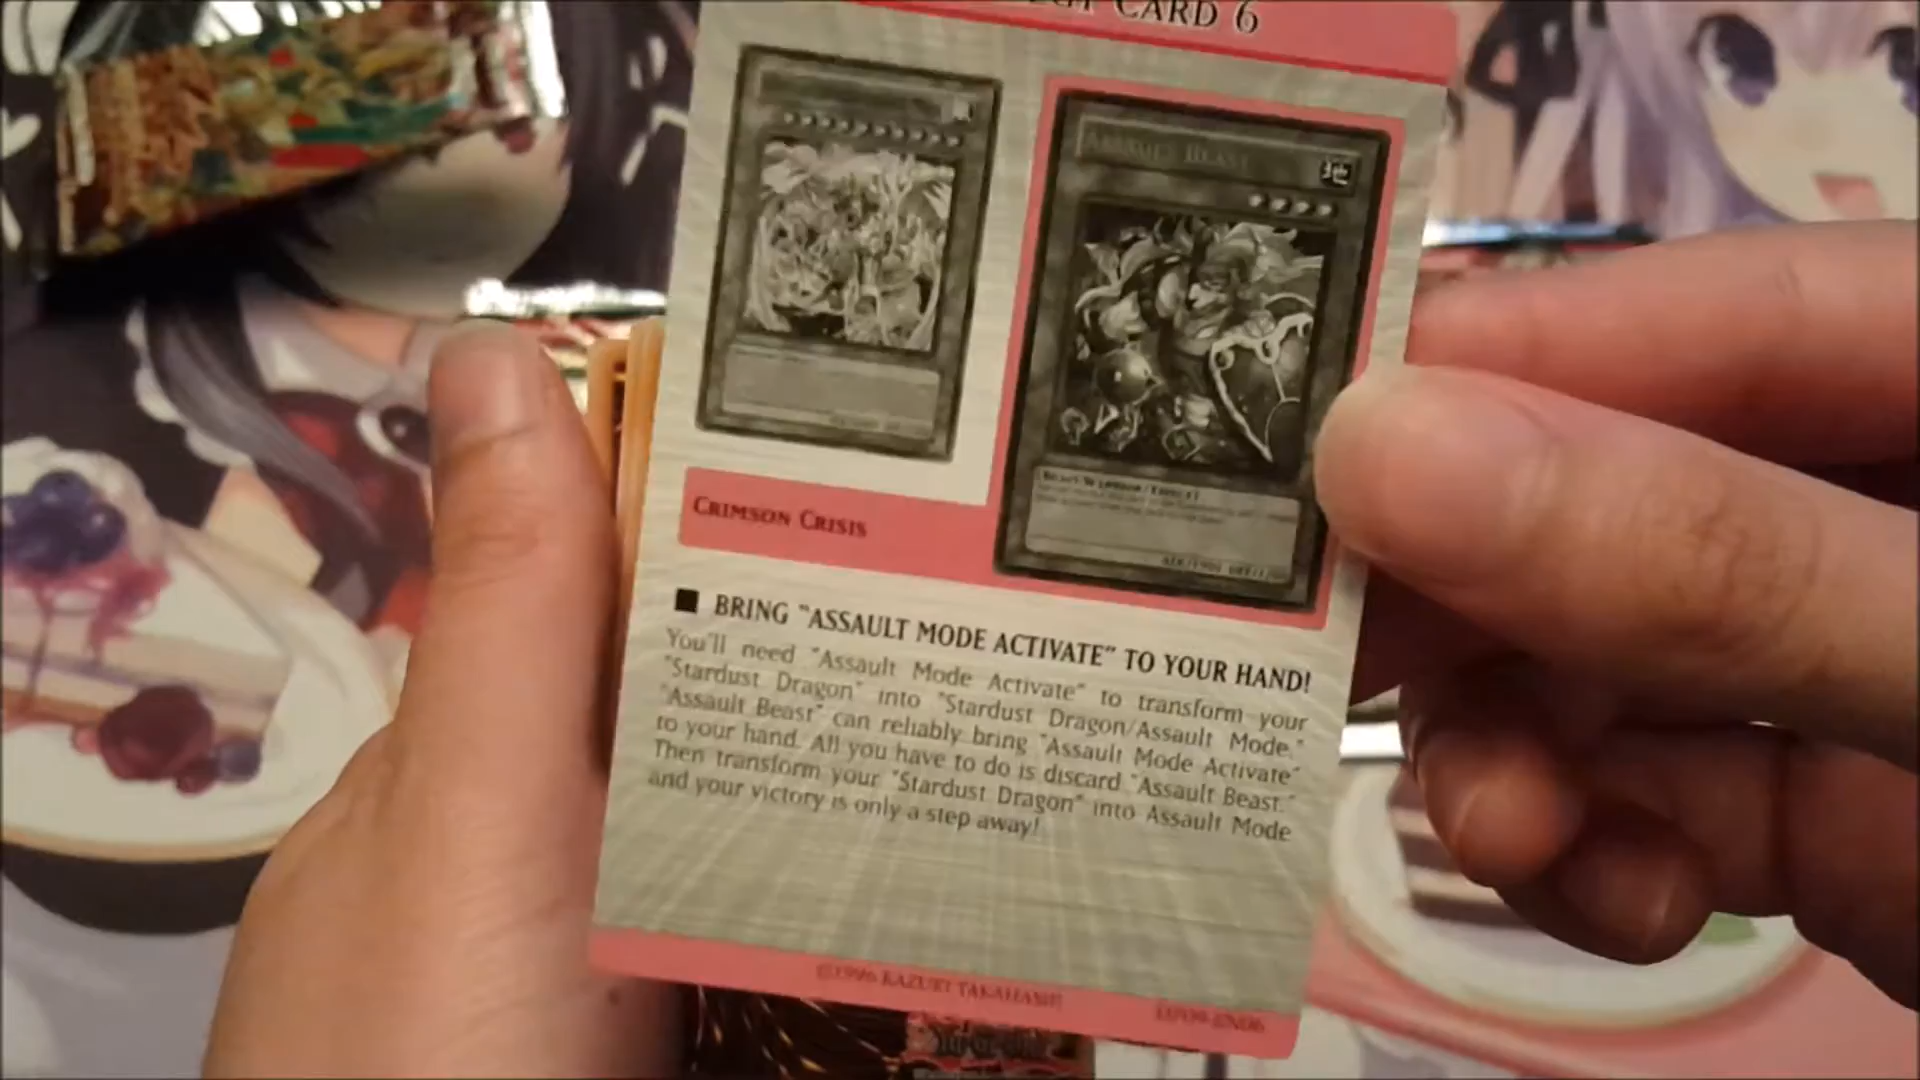 CARD 6
ASSAULT BEAST
地
CRIMSON CRISIS
■ BRING "ASSAULT MODE ACTIVATE" TO YOUR HAND!
You'll need "Assault Mode Activate" to transform your
"Stardust Dragon" into "Stardust Dragon/Assault Mode."
"Assault Beast" can reliably bring "Assault Mode Activate"
to your hand. All you have to do is discard "Assault Beast."
Then transform your "Stardust Dragon" into Assault Mode
and your victory is only a step away!
©1996 KAZUKI TAKAHASHI